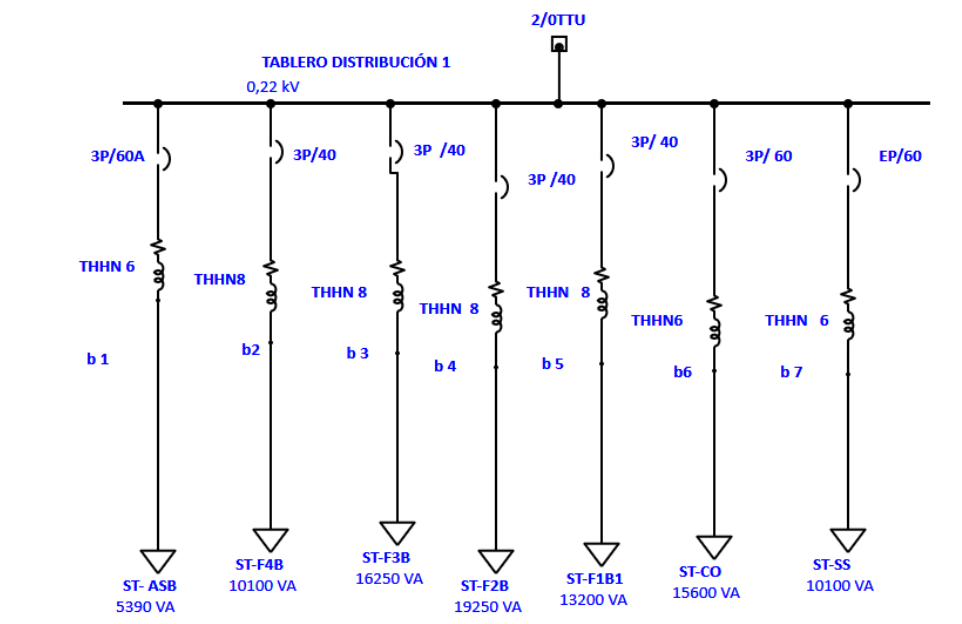 2/0TTU
TABLERO DISTRIBUCIÓN 1
0,22 kV
3P/60A
3P/40
3P /40
3P /40
3P/ 40
3P/ 60
EP/60
THHN 6
THHN8
THHN 8
THHN 8
THHN 8
THHN6
THHN 6
b 1
b2
b 3
b 4
b 5
b6
b 7
ST- ASB
5390 VA
ST-F4B
10100 VA
ST-F3B
16250 VA
ST-F2B
19250 VA
ST-F1B1
13200 VA
ST-CO
15600 VA
ST-SS
10100 VA